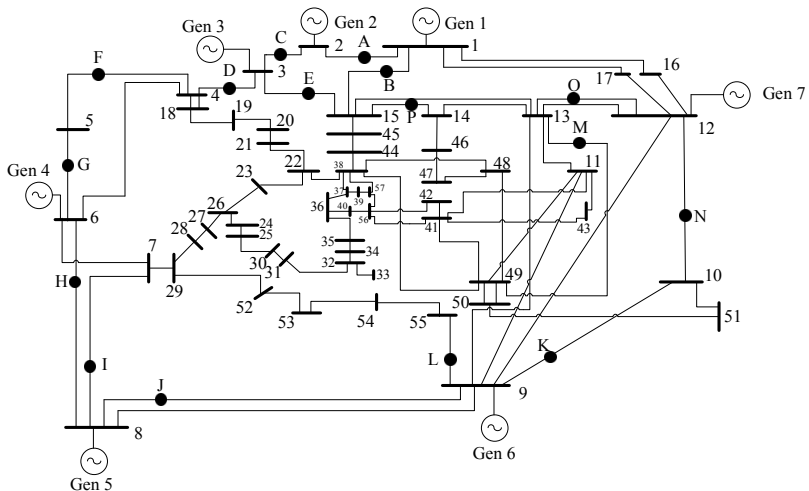 Gen 3
Gen 2
Gen 1
C
A
2
1
F
D
3
B
16
E
17
Gen 7
4
18
19
15
P
14
13
O
12
5
20
45
M
21
44
46
G
22
38
47
48
11
Gen 4
23
37
57
39
42
6
26
36
40
56
41
43
27
24
28
25
35
N
7
34
30
32
33
49
10
H
29
31
50
52
53
54
55
51
I
L
K
J
9
8
Gen 6
Gen 5